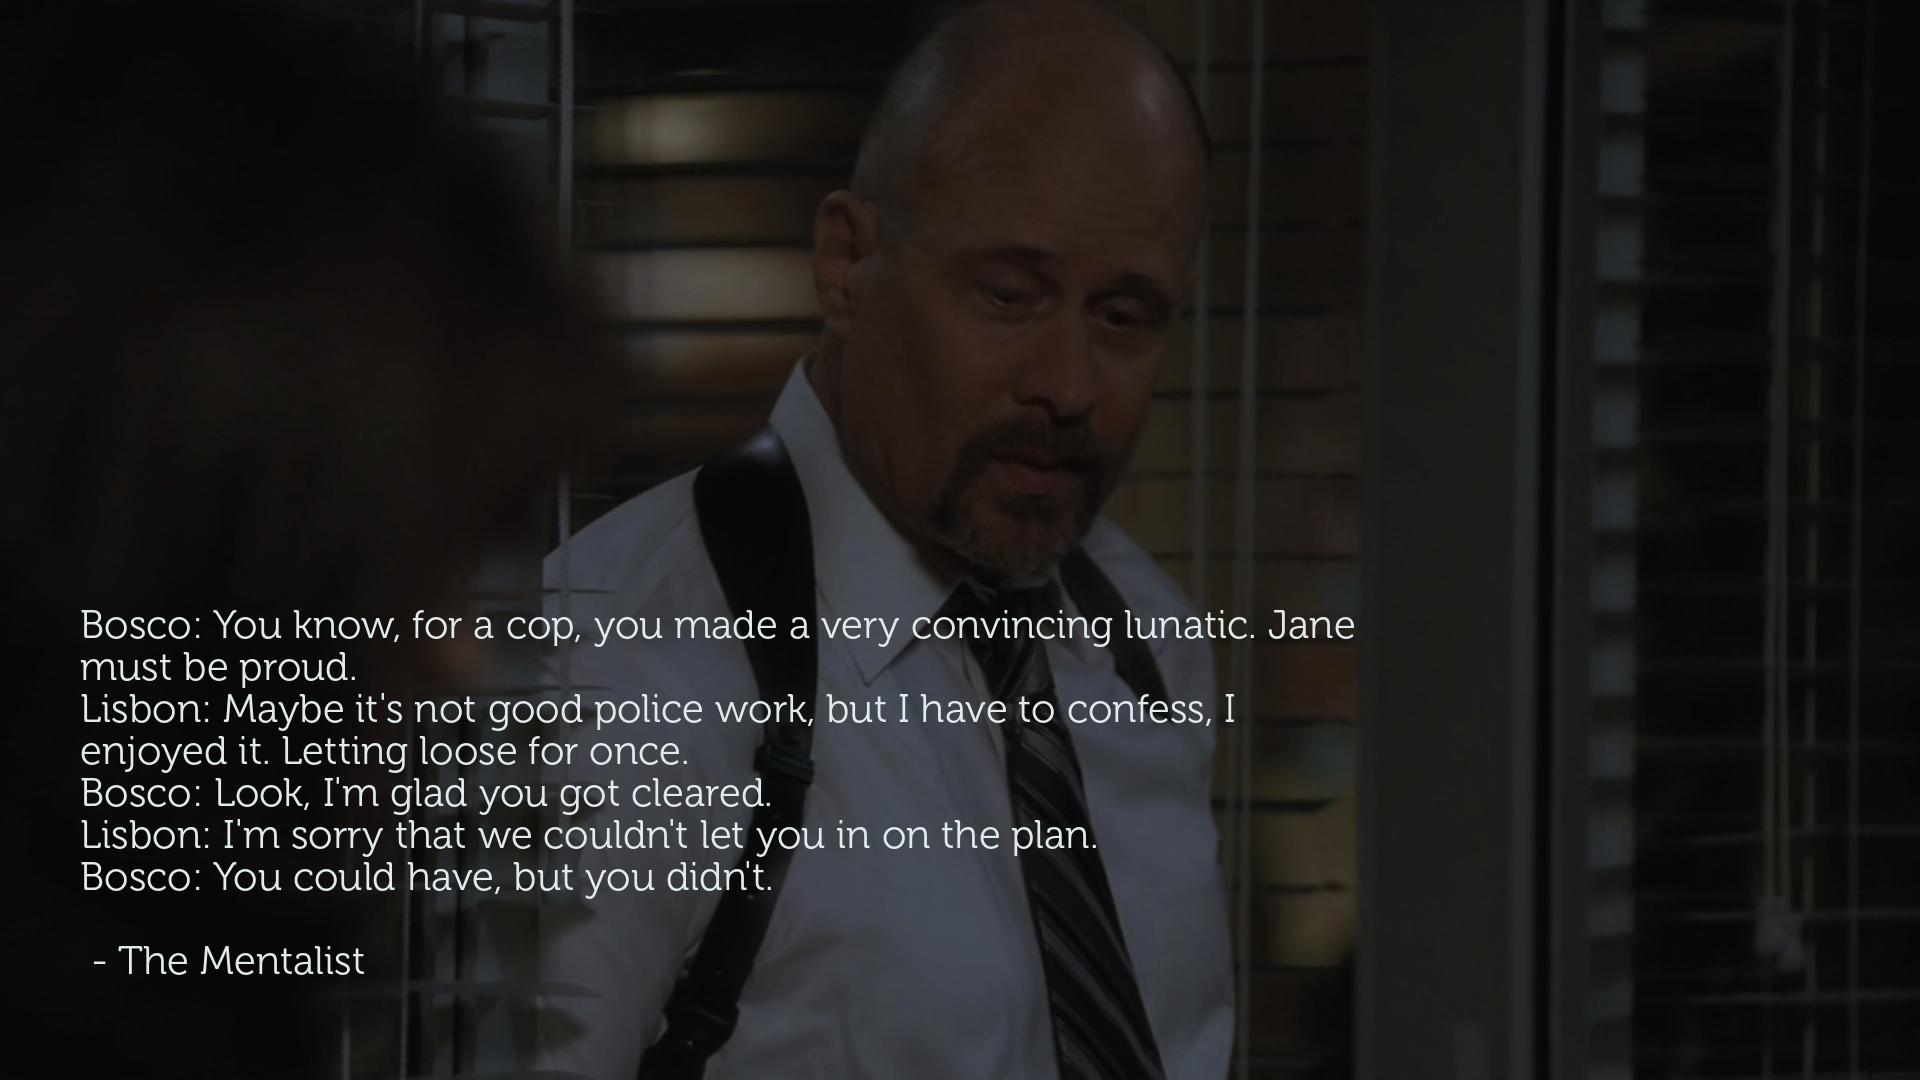 Bosco: You know, for a cop, you made a very convincing lunatic. Jane
must be proud.
Lisbon: Maybe it's not good police work, but I have to confess, I
enjoyed it. Letting loose for once.
Bosco: Look, I'm glad you got cleared.
Lisbon: I'm sorry that we couldn't let you in on the plan.
Bosco: You could have, but you didn't.
- The Mentalist